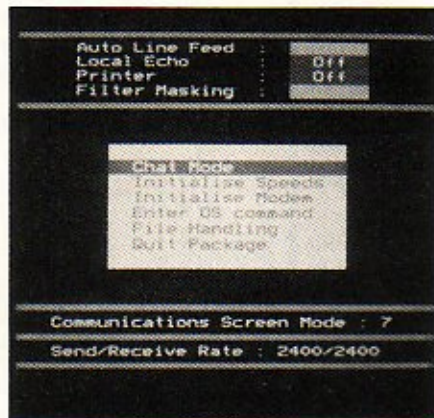 Auto Line Feed :
Local Echo : Off
Printer : Off
Filter Masking :
Chat Mode
Initialise Speeds
Initialise Modem
Enter OS command
File Handling
Quit Package
Communications Screen Mode : 7
Send/Receive Rate : 2400/2400